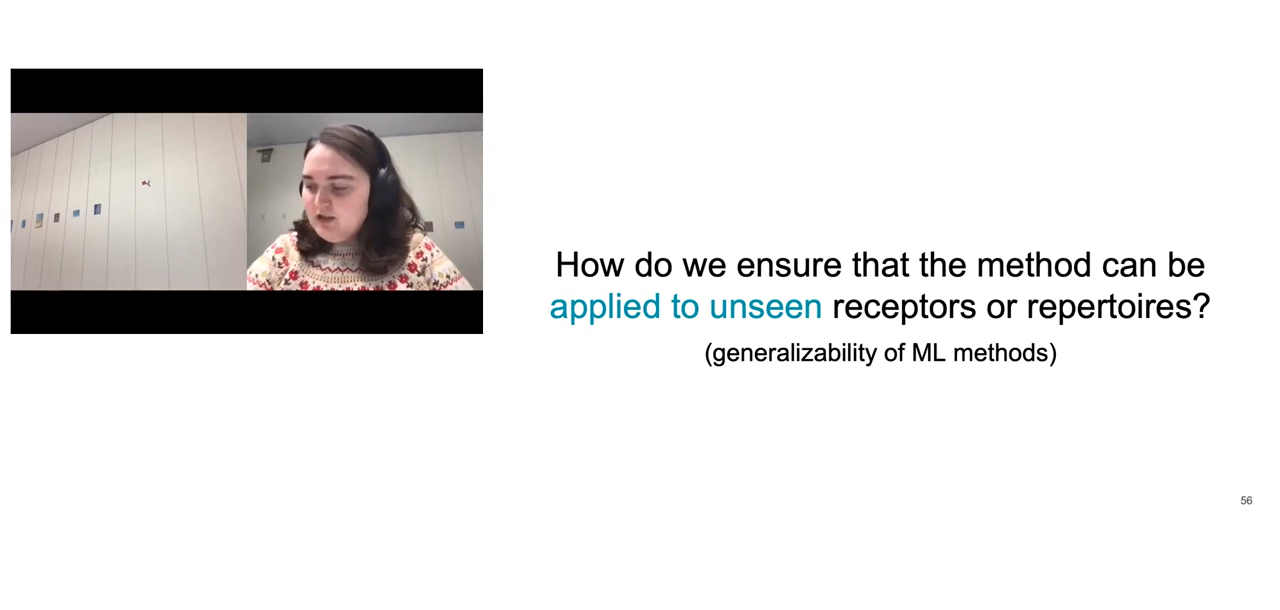 How do we ensure that the method can be
applied to unseen receptors or repertoires?
(generalizability of ML methods)
56